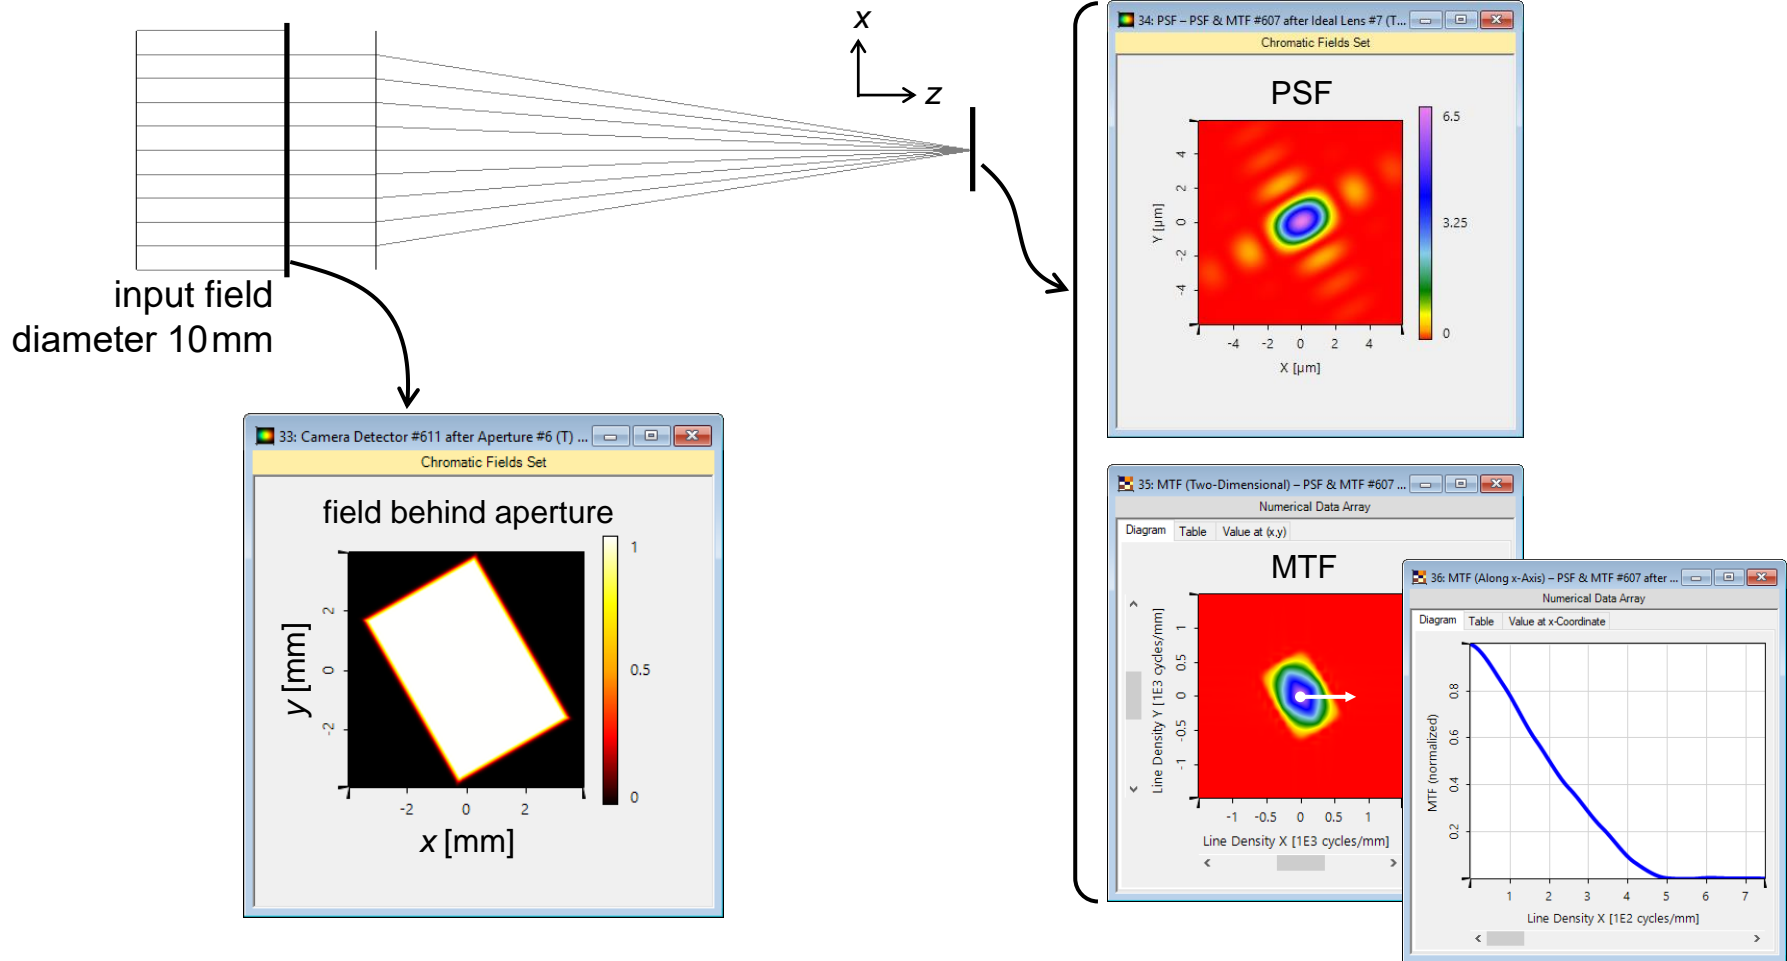 x
z
input field
diameter 10 mm
33: Camera Detector #611 after Aperture #6 (T) ...
Chromatic Fields Set
field behind aperture
1
0.5
0
2
0
-2
y [mm]
-2 0 2
x [mm]
34: PSF – PSF & MTF #607 after Ideal Lens #7 (T...
Chromatic Fields Set
PSF
6.5
3.25
0
4
2
0
-2
-4
Y [µm]
-4 -2 0 2 4
X [µm]
35: MTF (Two-Dimensional) – PSF & MTF #607 ...
Numerical Data Array
Diagram Table Value at (x,y)
MTF
1
0.5
0
-0.5
-1
Line Density Y [1E3 cycles/mm]
-1 -0.5 0 0.5 1
Line Density X [1E3 cycles/mm]
36: MTF (Along x-Axis) – PSF & MTF #607 after ...
Numerical Data Array
Diagram Table Value at x-Coordinate
0.8
0.6
0.4
0.2
MTF (normalized)
1 2 3 4 5 6 7
Line Density X [1E2 cycles/mm]